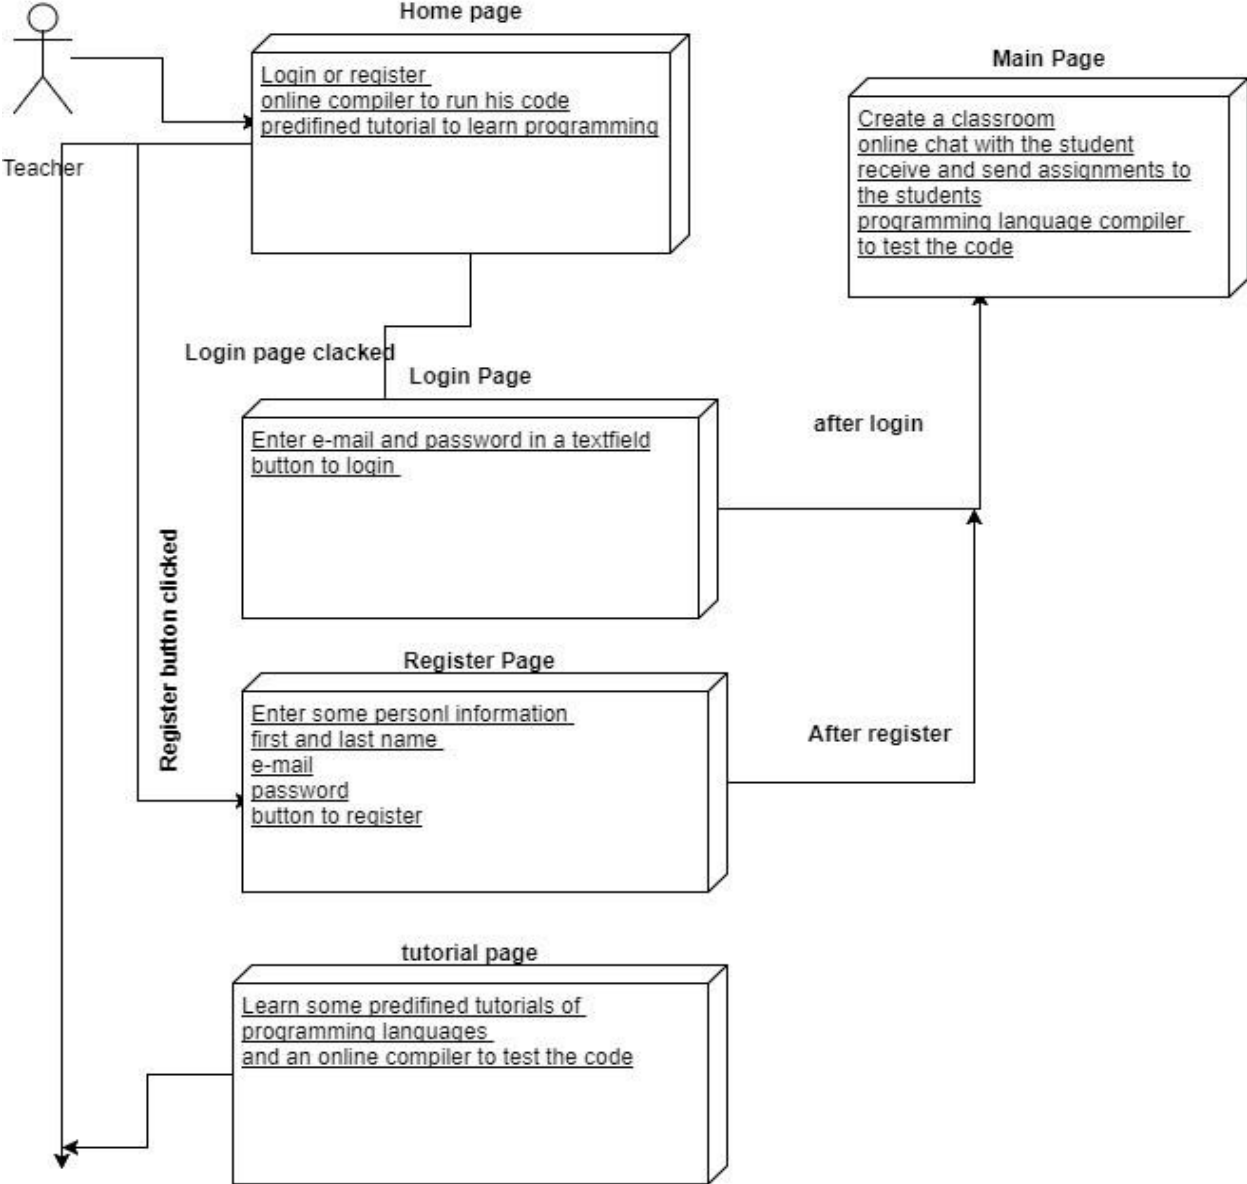 Home page
Login or register
online compiler to run his code
predifined tutorial to learn programming
Teacher
Main Page
Create a classroom
online chat with the student
receive and send assignments to
the students
programming language compiler
to test the code
Login page clacked
Login Page
Enter e-mail and password in a textfield
button to login
after login
Register button clicked
Register Page
Enter some personl information
first and last name
e-mail
password
button to register
After register
tutorial page
Learn some predifined tutorials of
programming languages
and an online compiler to test the code